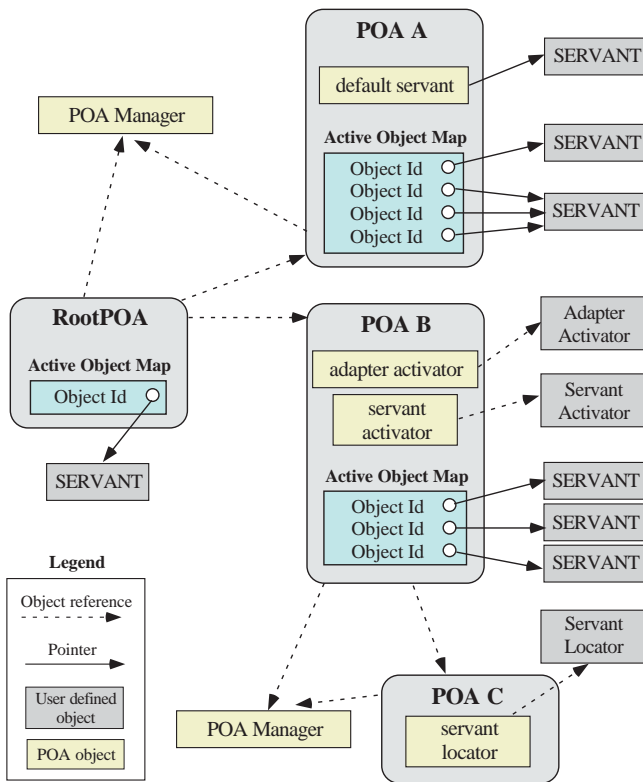 POA A
default servant
SERVANT
POA Manager
Active Object Map
Object Id
Object Id
Object Id
Object Id
SERVANT
SERVANT
RootPOA
Active Object Map
Object Id
SERVANT
POA B
adapter activator
servant
activator
Adapter
Activator
Servant
Activator
Active Object Map
Object Id
Object Id
Object Id
SERVANT
SERVANT
SERVANT
Legend
Object reference
Pointer
User defined
object
POA object
POA Manager
POA C
servant
locator
Servant
Locator